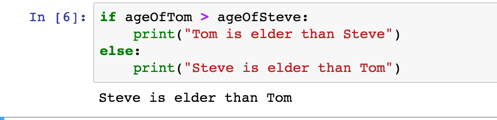 In [6]: if ageOfTom > ageOfSteve:
    print("Tom is elder than Steve")
else:
    print("Steve is elder than Tom")
Steve is elder than Tom